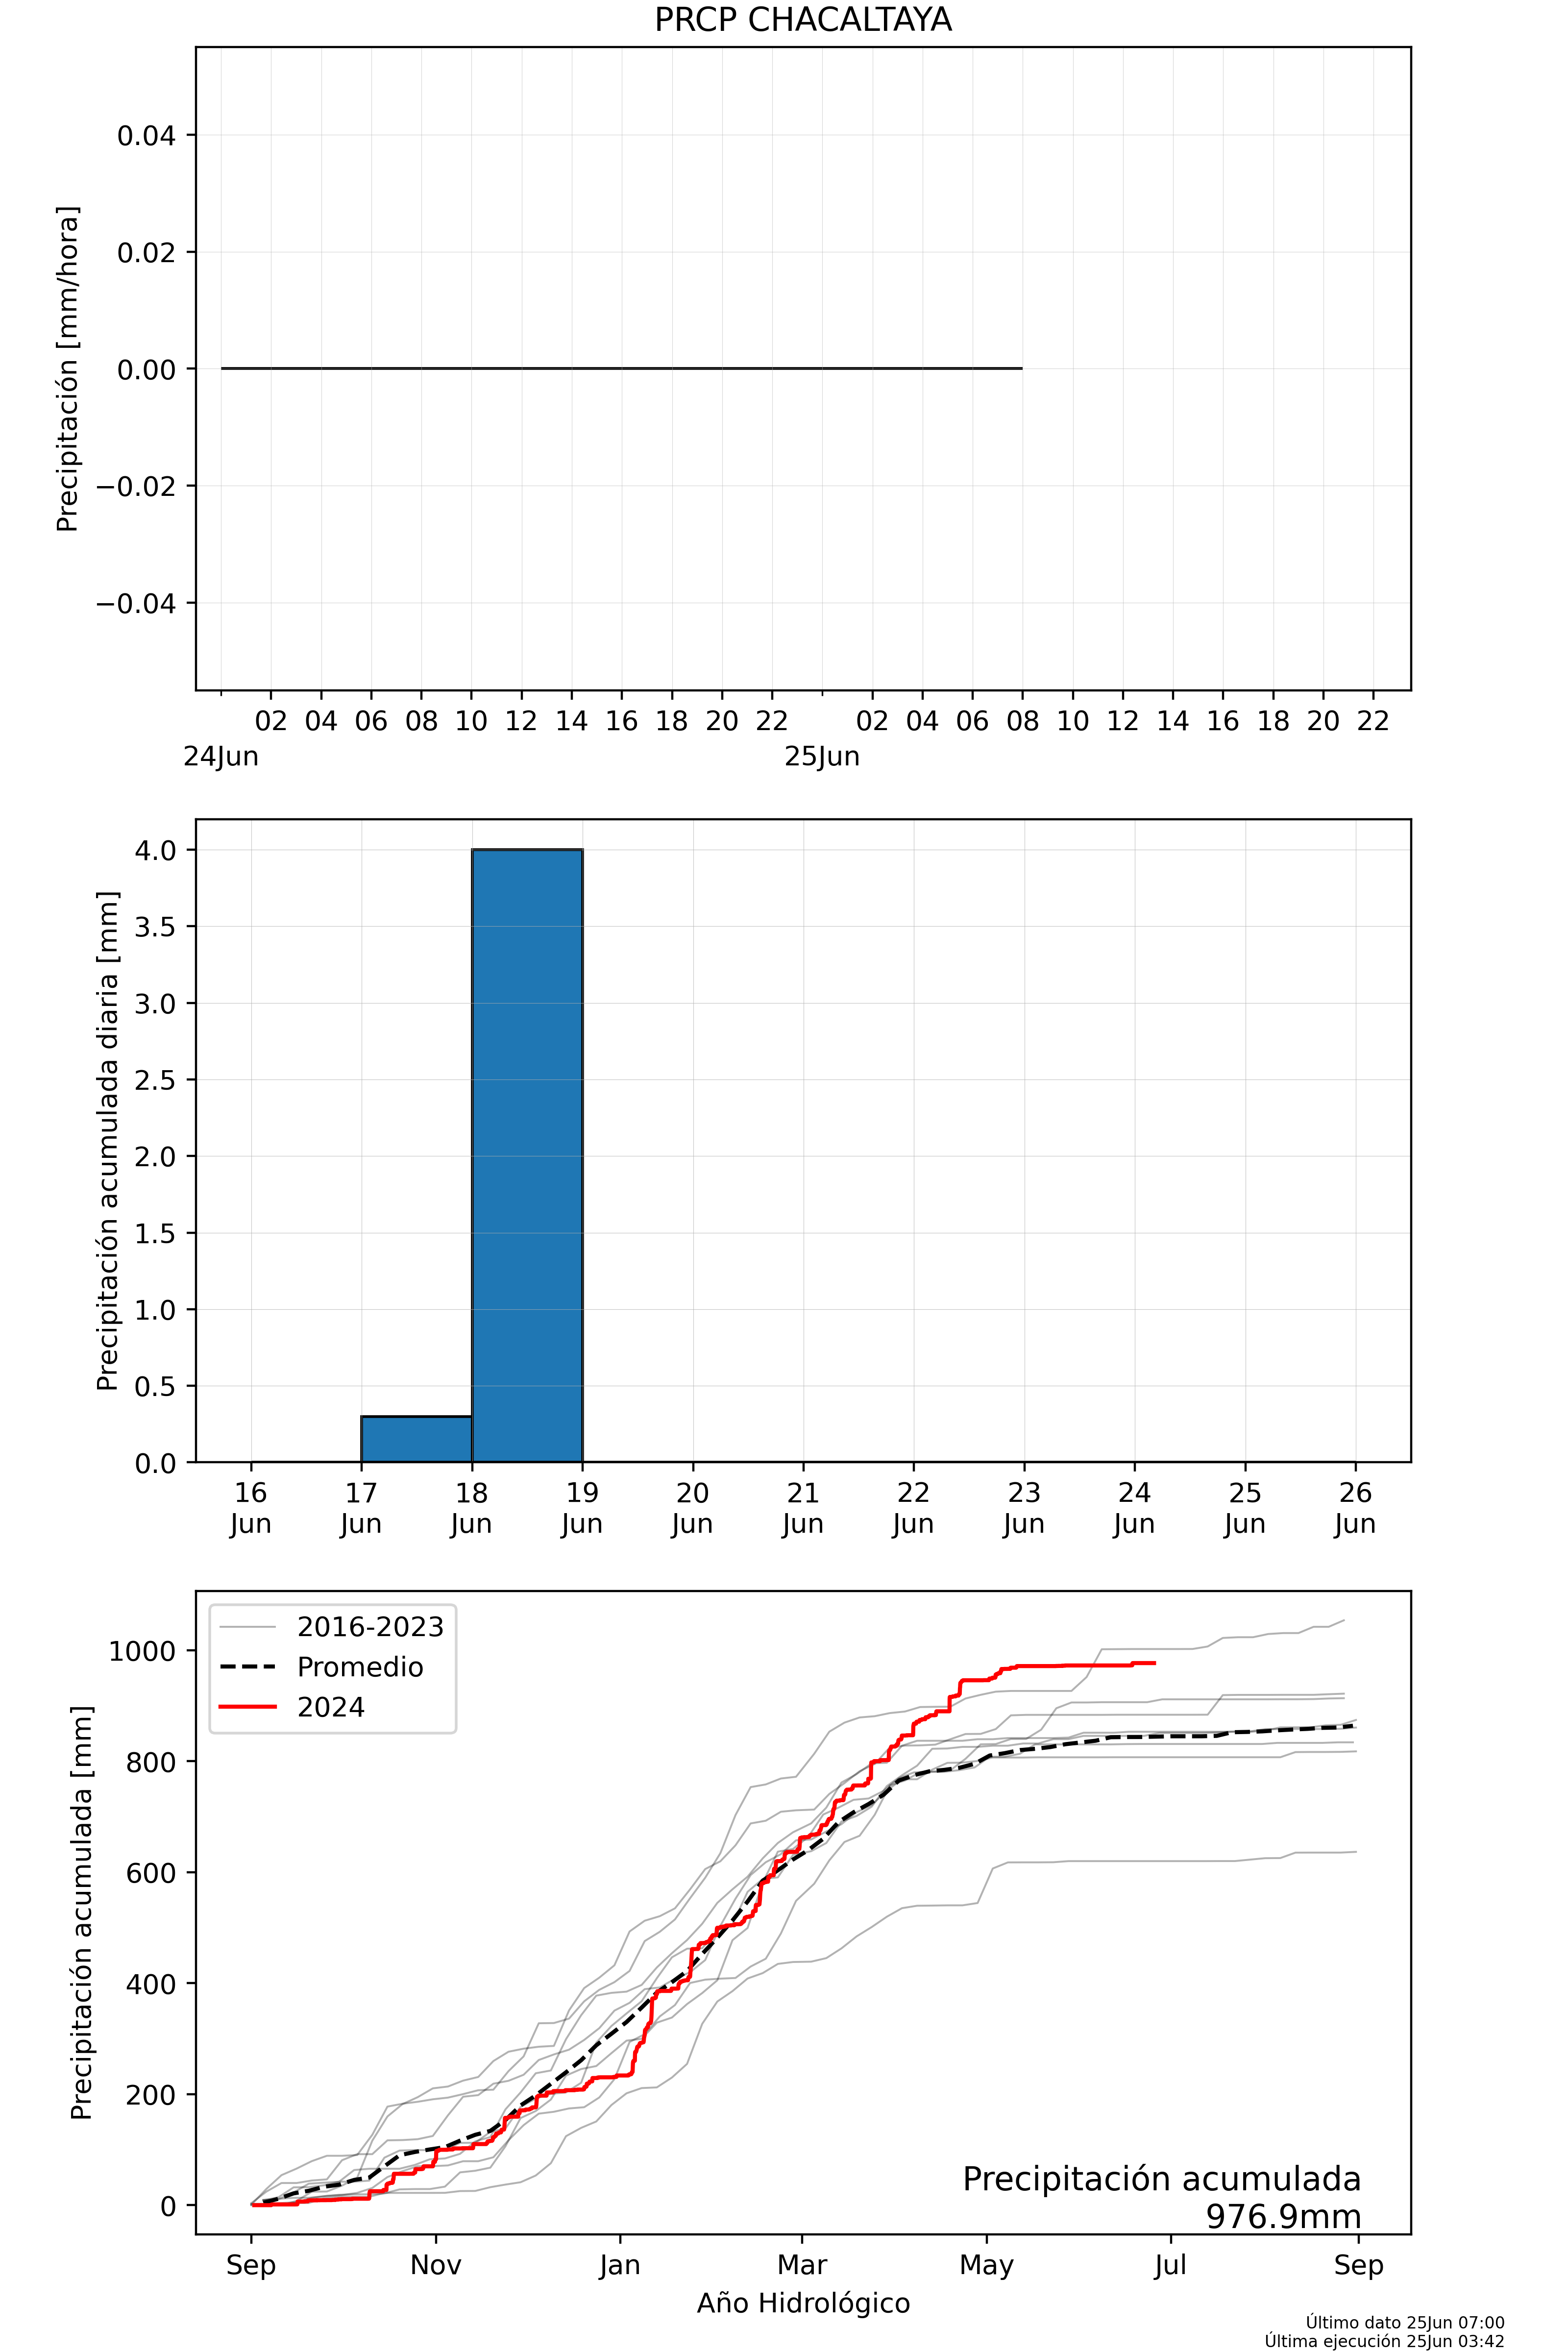 PRCP CHACALTAYA
Precipitación [mm/hora]
0.04
0.02
0.00
−0.02
−0.04
02 04 06 08 10 12 14 16 18 20 22 02 04 06 08 10 12 14 16 18 20 22
24Jun 25Jun
Precipitación acumulada diaria [mm]
4.0
3.5
3.0
2.5
2.0
1.5
1.0
0.5
0.0
16 17 18 19 20 21 22 23 24 25 26
Jun Jun Jun Jun Jun Jun Jun Jun Jun Jun Jun
Precipitación acumulada [mm]
1000
800
600
400
200
0
2016-2023
Promedio
2024
Precipitación acumulada
976.9mm
Sep Nov Jan Mar May Jul Sep
Año Hidrológico
Último dato 25Jun 07:00
Última ejecución 25Jun 03:42